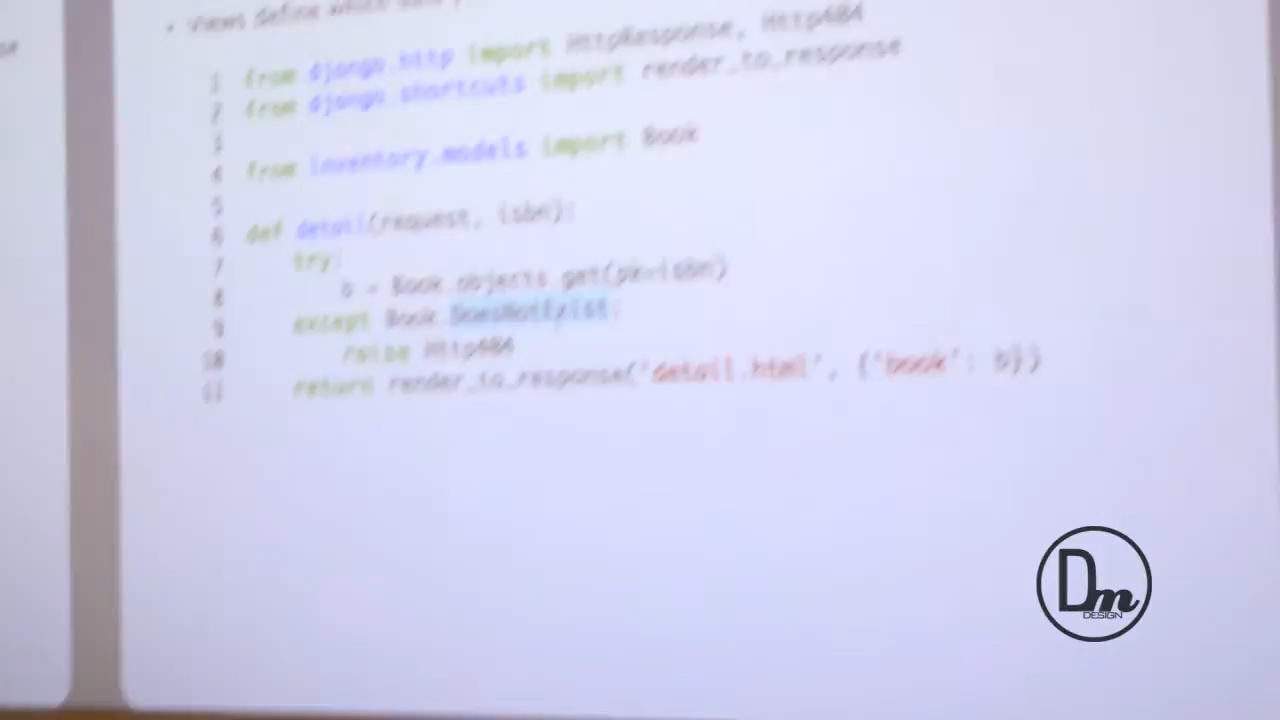 • Views define which
1 from django.http import HttpResponse, Http404
2 from django.shortcuts import render_to_response
3
4 from inventory.models import Book
5
6 def detail(request, isbn):
7 try:
8 b = Book.objects.get(pk=isbn)
9 except Book.DoesNotExist:
10 raise Http404
11 return render_to_response('detail.html', {'book': b})
Dm
DESIGN